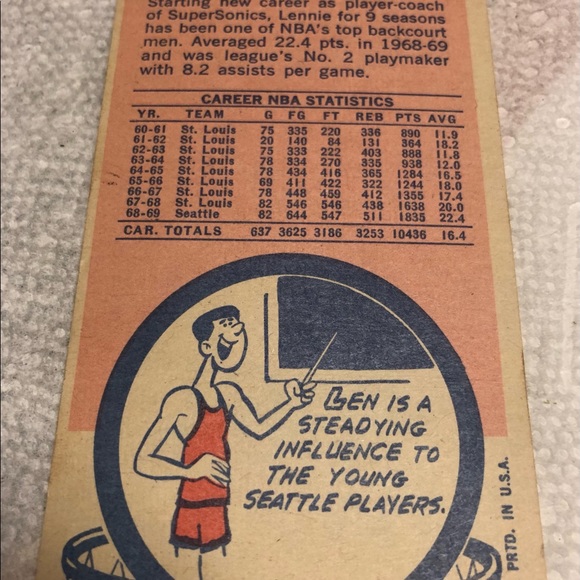 Starting new career as player-coach
of SuperSonics, Lennie for 9 seasons
has been one of NBA's top backcourt
men. Averaged 22.4 pts. in 1968-69
and was league's No. 2 playmaker
with 8.2 assists per game.
CAREER NBA STATISTICS
YR. TEAM G FG FT REB PTS AVG
60-61 St. Louis 75 335 220 336 890 11.9
61-62 St. Louis 20 140 84 131 364 18.2
62-63 St. Louis 75 333 222 403 888 11.8
63-64 St. Louis 78 334 270 335 938 12.0
64-65 St. Louis 78 434 416 365 1284 16.5
65-66 St. Louis 69 411 422 322 1244 18.0
66-67 St. Louis 78 448 459 412 1355 17.4
67-68 St. Louis 82 546 546 438 1638 20.0
68-69 Seattle 82 644 547 511 1835 22.4
CAR. TOTALS 637 3625 3186 3253 10436 16.4
LEN IS A
STEADYING
INFLUENCE TO
THE YOUNG
SEATTLE PLAYERS.
PRTD. IN U.S.A.